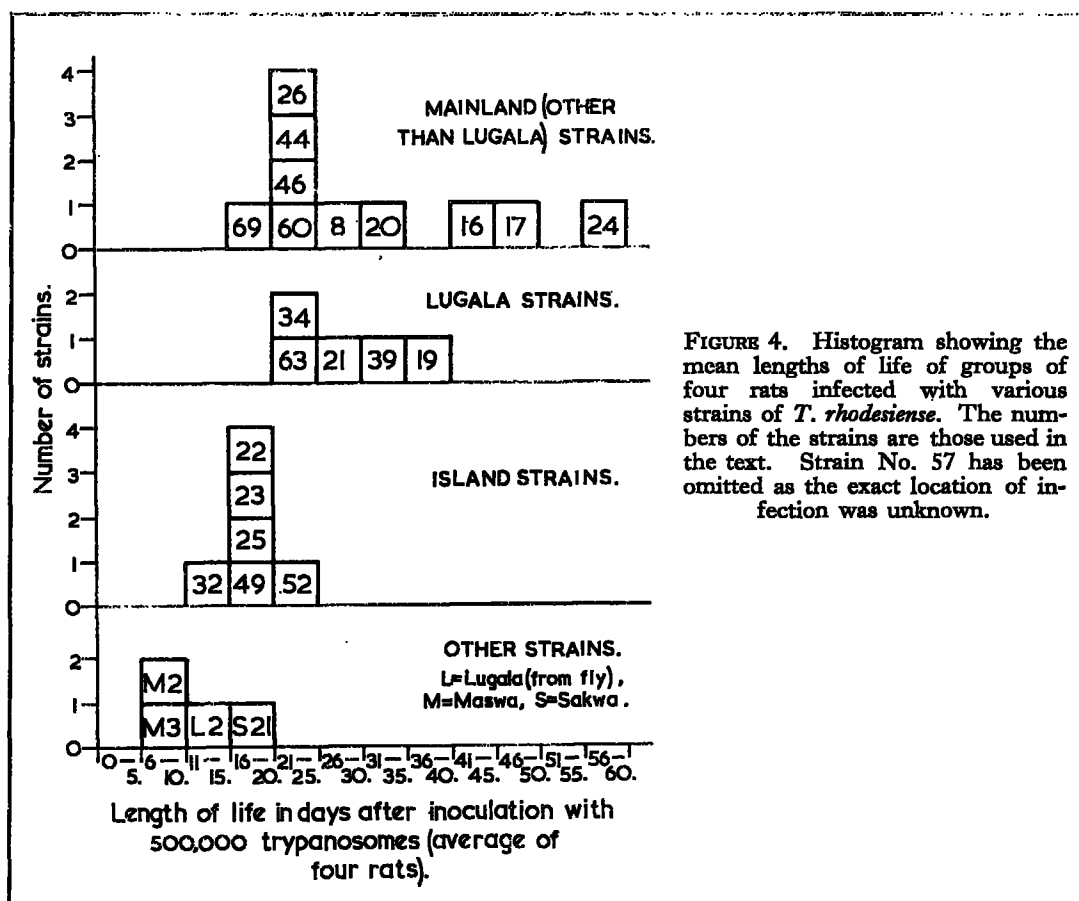 4
3
2
1
0
26
44
46
69 60 8 20 16 17 24
MAINLAND (OTHER
THAN LUGALA) STRAINS.
2
1
0
34
63 21 39 19
LUGALA STRAINS.
4
3
2
1
0
22
23
25
32 49 52
ISLAND STRAINS.
2
1
0
M2
M3 L2 S21
OTHER STRAINS.
L=Lugala (from fly),
M=Maswa, S=Sakwa.
Number of strains.
0– 6– 11– 16– 21– 26– 31– 36– 41– 46– 51– 56–
5. 10. 15. 20. 25. 30. 35. 40. 45. 50. 55. 60.
Length of life in days after inoculation with
500,000 trypanosomes (average of
four rats).
FIGURE 4. Histogram showing the
mean lengths of life of groups of
four rats infected with various
strains of T. rhodesiense. The num-
bers of the strains are those used in
the text. Strain No. 57 has been
omitted as the exact location of in-
fection was unknown.